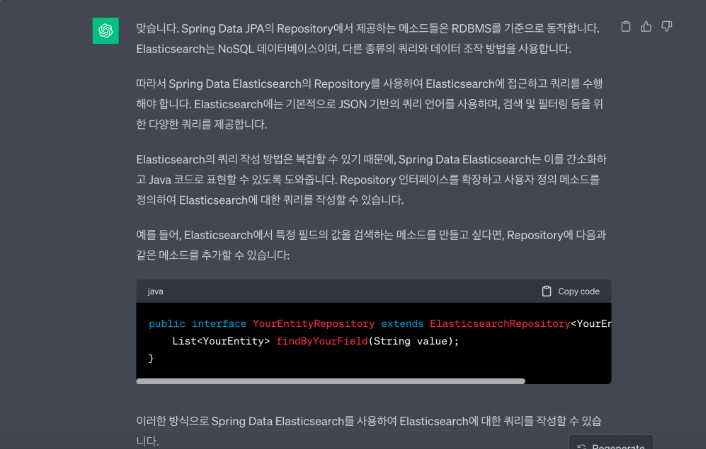 맞습니다. Spring Data JPA의 Repository에서 제공하는 메소드들은 RDBMS를 기준으로 동작합니다.
Elasticsearch는 NoSQL 데이터베이스이며, 다른 종류의 쿼리와 데이터 조작 방법을 사용합니다.
따라서 Spring Data Elasticsearch의 Repository를 사용하여 Elasticsearch에 접근하고 쿼리를 수행
해야 합니다. Elasticsearch에는 기본적으로 JSON 기반의 쿼리 언어를 사용하며, 검색 및 필터링 등을 위
한 다양한 쿼리를 제공합니다.
Elasticsearch의 쿼리 작성 방법은 복잡할 수 있기 때문에, Spring Data Elasticsearch는 이를 간소화하
고 Java 코드로 표현할 수 있도록 도와줍니다. Repository 인터페이스를 확장하고 사용자 정의 메소드를
정의하여 Elasticsearch에 대한 쿼리를 작성할 수 있습니다.
예를 들어, Elasticsearch에서 특정 필드의 값을 검색하는 메소드를 만들고 싶다면, Repository에 다음과
같은 메소드를 추가할 수 있습니다:
java Copy code
public interface YourEntityRepository extends ElasticsearchRepository<YourEn
List<YourEntity> findByYourField(String value);
}
이러한 방식으로 Spring Data Elasticsearch를 사용하여 Elasticsearch에 대한 쿼리를 작성할 수 있습
니다.
Regenerate